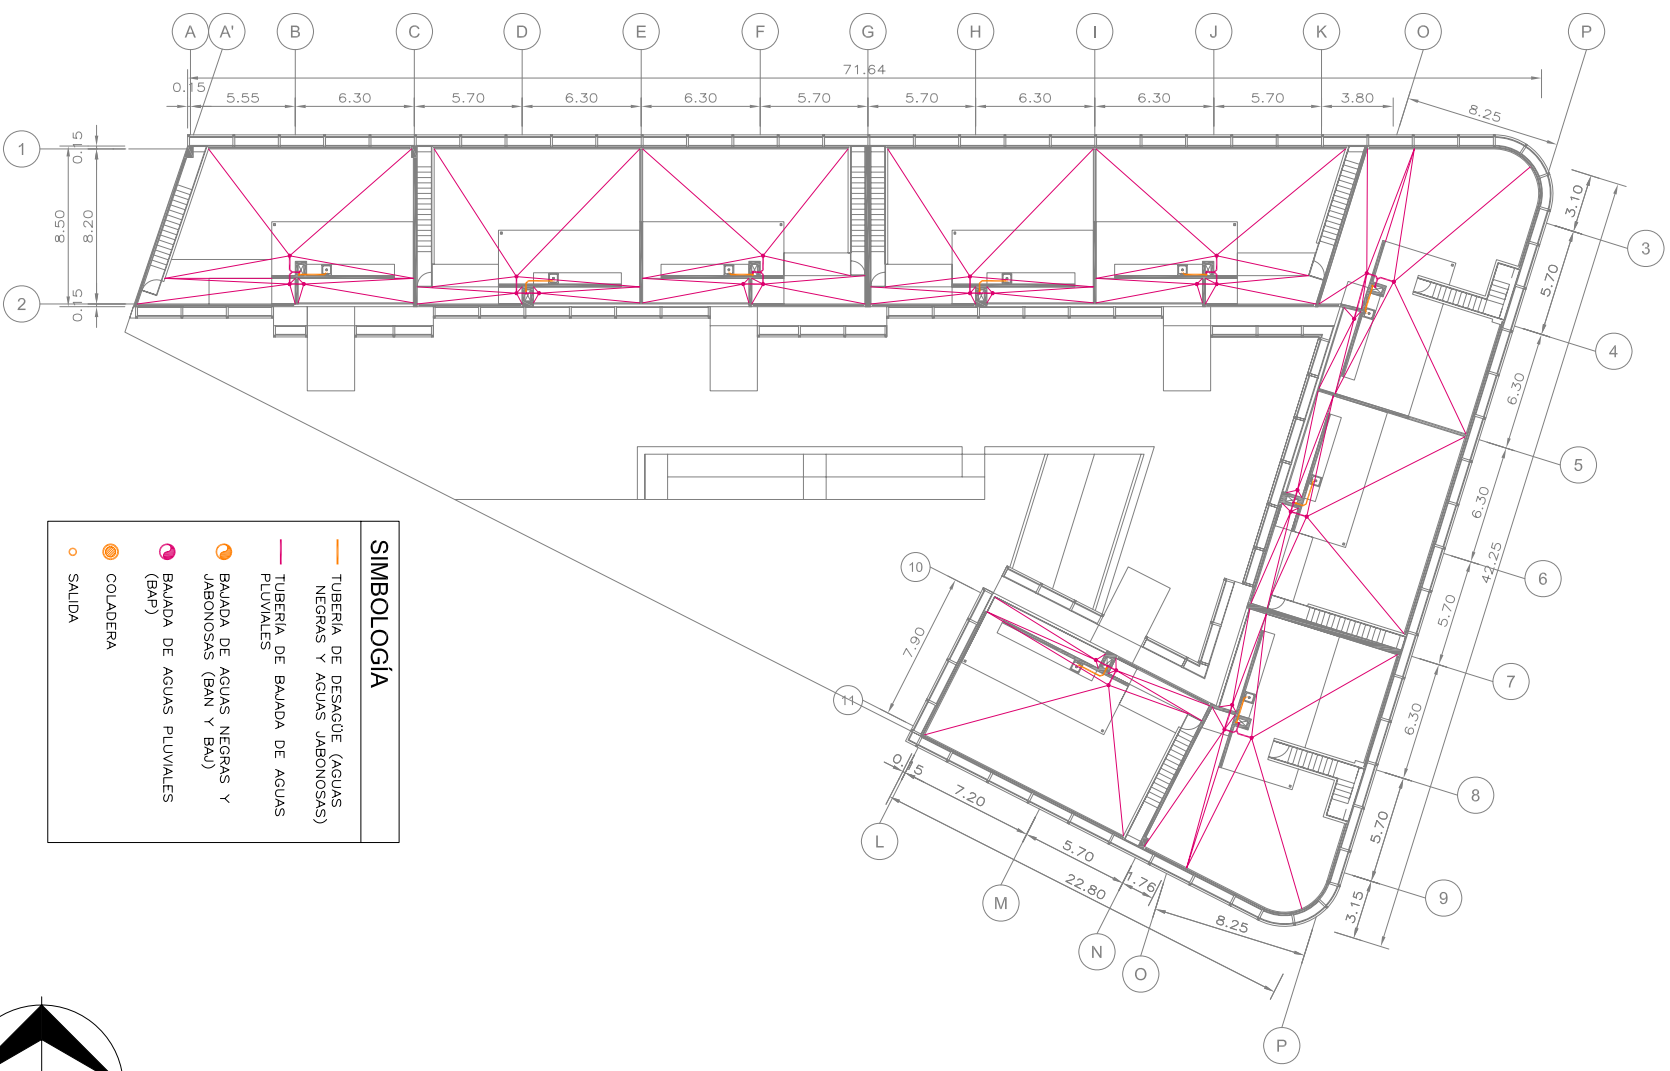 A A' B C D E F G H I J K O P
71.64
0.15 5.55 6.30 5.70 6.30 6.30 5.70 5.70 6.30 6.30 5.70 3.80 8.25
1
0.15
8.50 8.20
2
0.15
3.10
3
5.70
4
6.30
5
6.30
42.25
6
5.70
7
6.30
8
5.70
9
3.15
10
7.90
11
0.15
7.20
L
5.70
M
1.76
22.80
N
O
8.25
P
SIMBOLOGÍA
TUBERÍA DE DESAGÜE (AGUAS
NEGRAS Y AGUAS JABONOSAS)
TUBERÍA DE BAJADA DE AGUAS
PLUVIALES
BAJADA DE AGUAS NEGRAS Y
JABONOSAS (BAN Y BAJ)
BAJADA DE AGUAS PLUVIALES
(BAP)
COLADERA
SALIDA